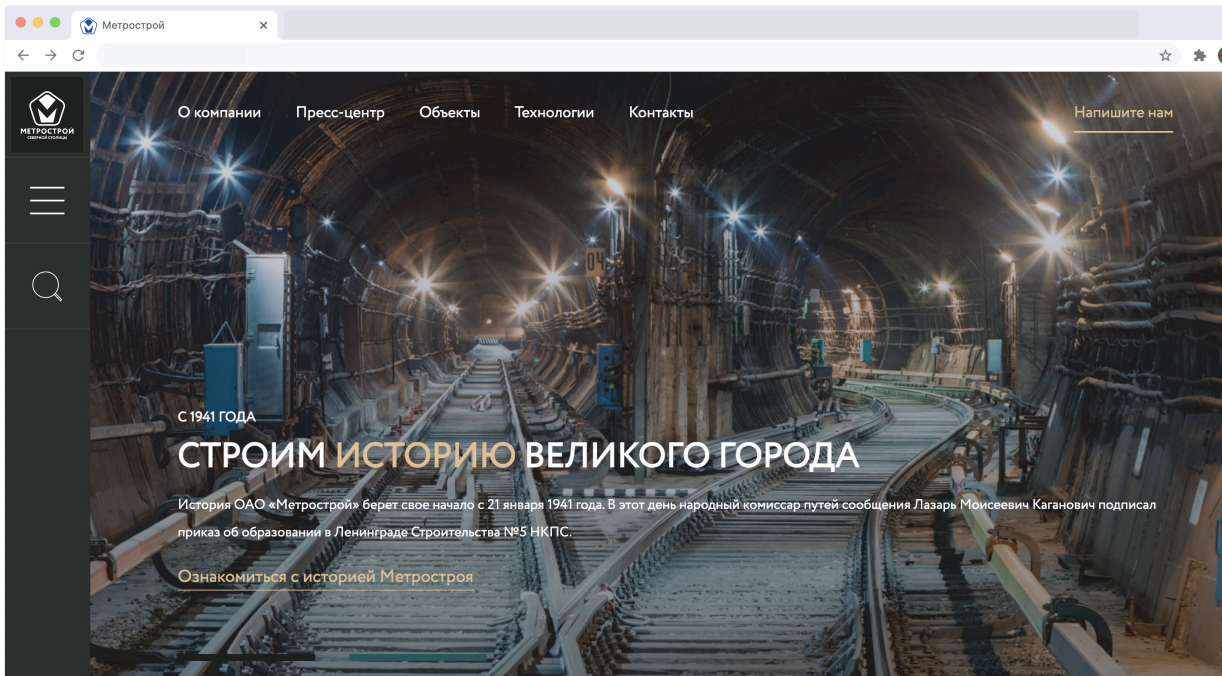 Метрострой
МЕТРОСТРОЙ
СЕВЕРНОЙ СТОЛИЦЫ
О компании
Пресс-центр
Объекты
Технологии
Контакты
Напишите нам
04
С 1941 ГОДА
СТРОИМ ИСТОРИЮ ВЕЛИКОГО ГОРОДА
История ОАО «Метрострой» берет свое начало с 21 января 1941 года. В этот день народный комиссар путей сообщения Лазарь Моисеевич Каганович подписал
приказ об образовании в Ленинграде Строительства №5 НКПС.
Ознакомиться с историей Метростроя